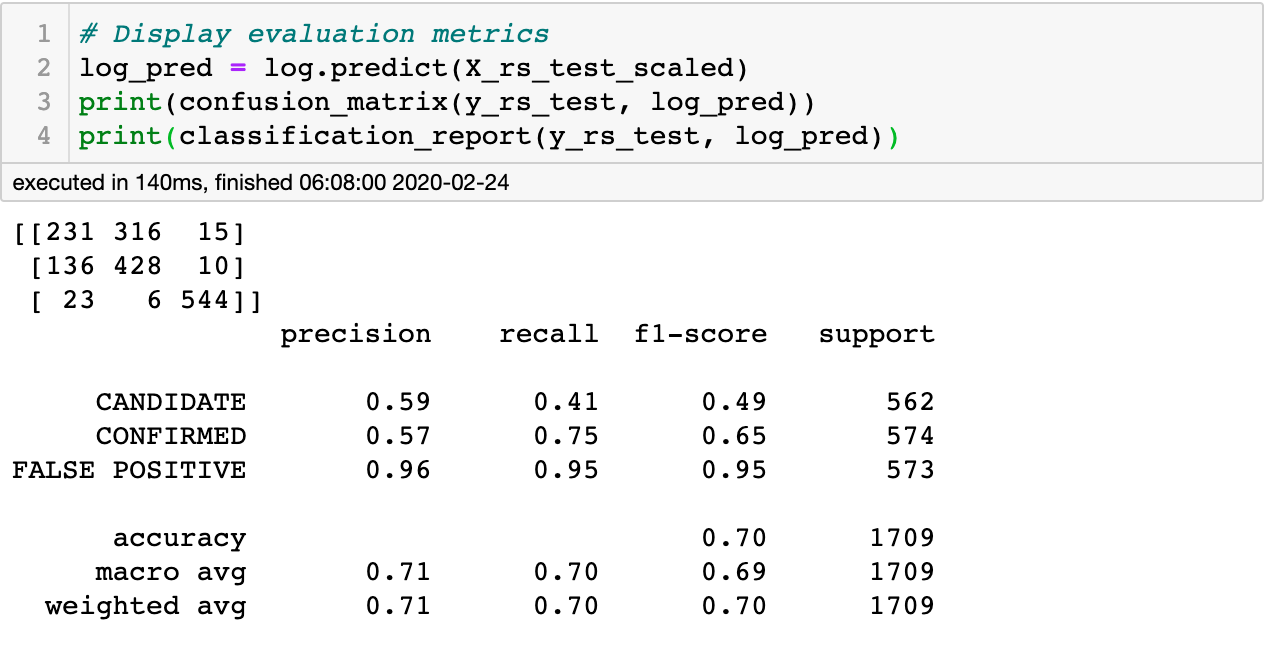 1 # Display evaluation metrics
2 log_pred = log.predict(X_rs_test_scaled)
3 print(confusion_matrix(y_rs_test, log_pred))
4 print(classification_report(y_rs_test, log_pred))
executed in 140ms, finished 06:08:00 2020-02-24
[[231 316  15]
 [136 428  10]
 [ 23   6 544]]
                precision    recall  f1-score   support
     CANDIDATE       0.59      0.41      0.49       562
     CONFIRMED       0.57      0.75      0.65       574
FALSE POSITIVE       0.96      0.95      0.95       573
      accuracy                           0.70      1709
     macro avg       0.71      0.70      0.69      1709
  weighted avg       0.71      0.70      0.70      1709